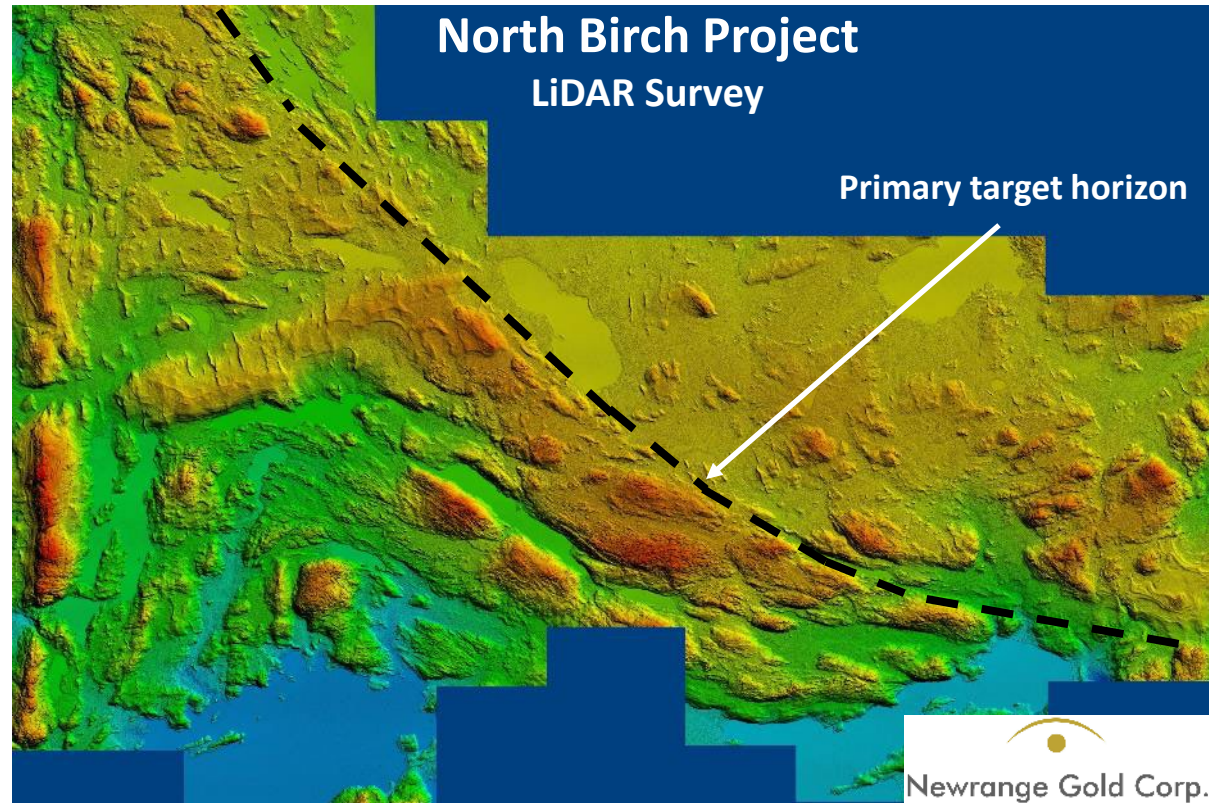 North Birch Project
LiDAR Survey
Primary target horizon
Newrange Gold Corp.